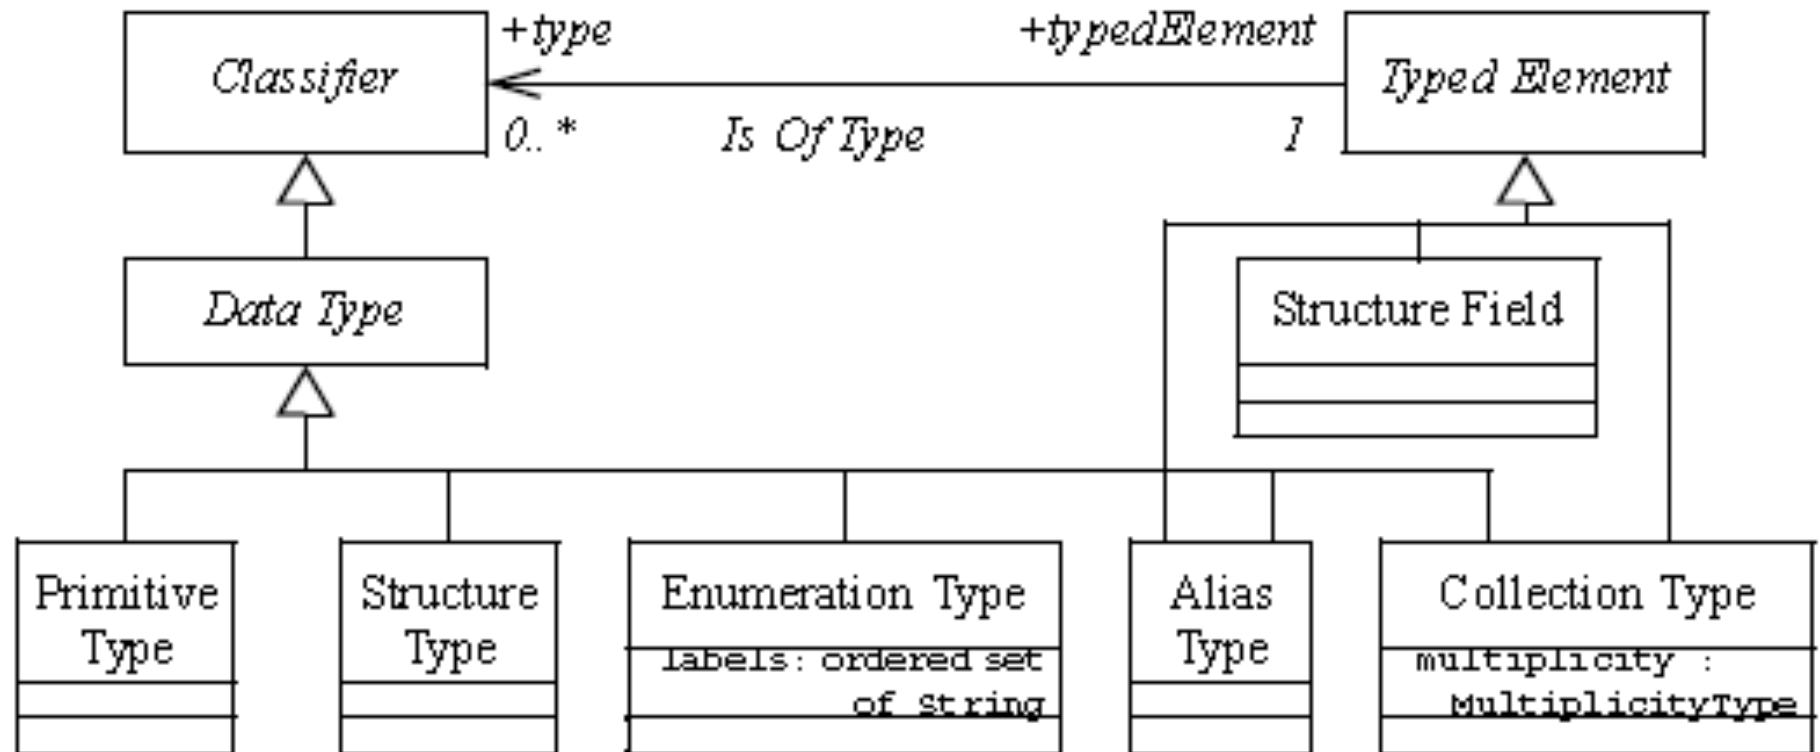 +type
+typedElement
Classifier
Typed Element
0..*
Is Of Type
1
Data Type
Structure Field
Primitive
Type
Structure
Type
Enumeration Type
labels: ordered set
of String
Alias
Type
Collection Type
multiplicity :
MultiplicityType